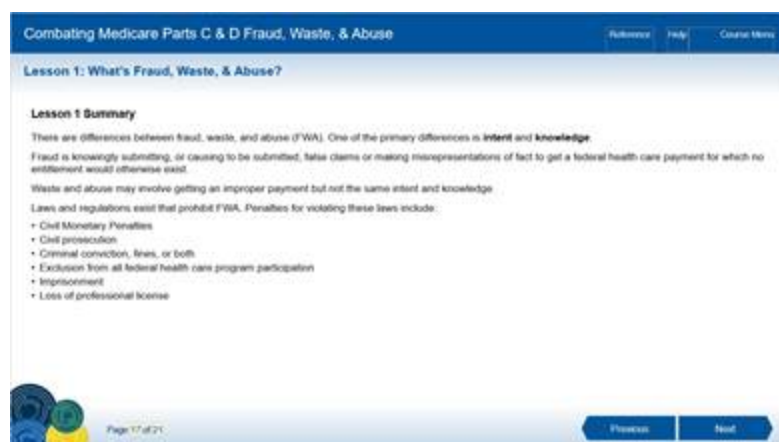 Combating Medicare Parts C & D Fraud, Waste, & Abuse
Reference Help Course Menu
Lesson 1: What's Fraud, Waste, & Abuse?
Lesson 1 Summary
There are differences between fraud, waste, and abuse (FWA). One of the primary differences is intent and knowledge.
Fraud is knowingly submitting, or causing to be submitted, false claims or making misrepresentations of fact to get a federal health care payment for which no
entitlement would otherwise exist.
Waste and abuse may involve getting an improper payment but not the same intent and knowledge.
Laws and regulations exist that prohibit FWA. Penalties for violating these laws include:
• Civil Monetary Penalties
• Civil prosecution
• Criminal conviction, fines, or both
• Exclusion from all federal health care program participation
• Imprisonment
• Loss of professional license
Page 17 of 21
Previous Next